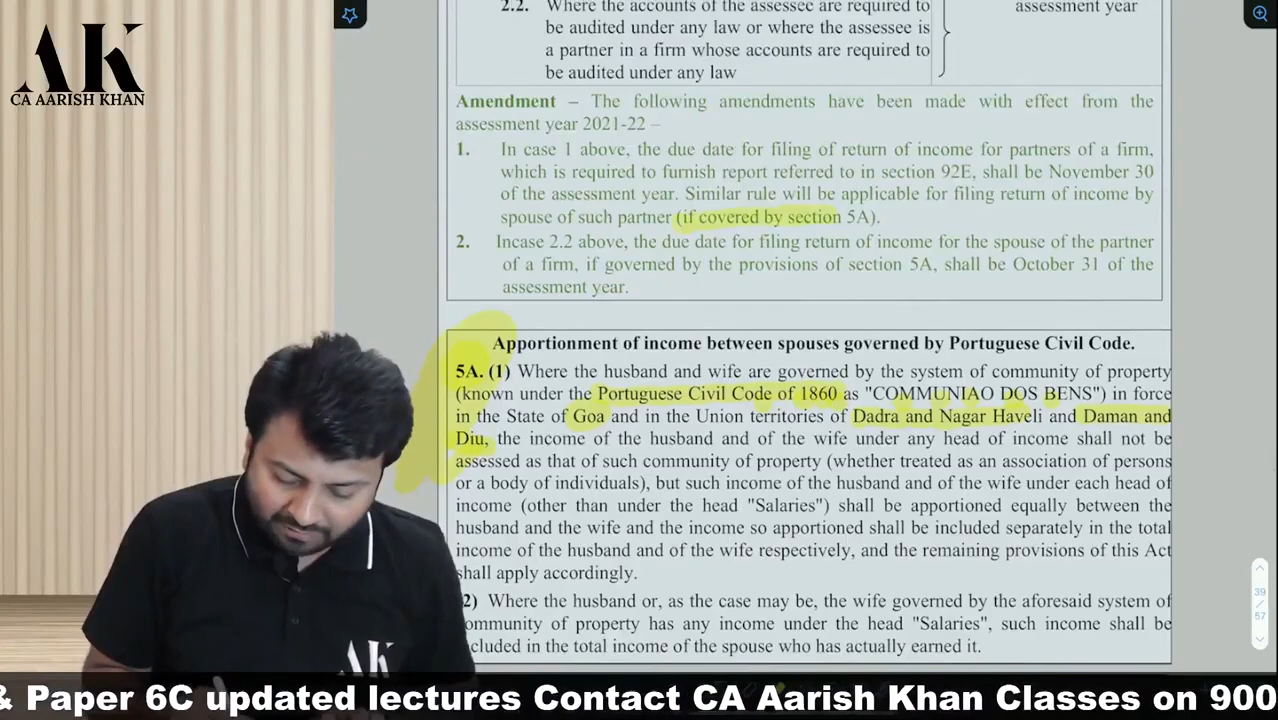 AK
CA AARISH KHAN
2.2. Where the accounts of the assessee are required to
be audited under any law or where the assessee is
a partner in a firm whose accounts are required to
be audited under any law
assessment year
Amendment – The following amendments have been made with effect from the
assessment year 2021-22 –
1. In case 1 above, the due date for filing of return of income for partners of a firm,
which is required to furnish report referred to in section 92E, shall be November 30
of the assessment year. Similar rule will be applicable for filing return of income by
spouse of such partner (if covered by section 5A).
2. Incase 2.2 above, the due date for filing return of income for the spouse of the partner
of a firm, if governed by the provisions of section 5A, shall be October 31 of the
assessment year.
Apportionment of income between spouses governed by Portuguese Civil Code.
5A. (1) Where the husband and wife are governed by the system of community of property
(known under the Portuguese Civil Code of 1860 as "COMMUNIAO DOS BENS") in force
in the State of Goa and in the Union territories of Dadra and Nagar Haveli and Daman and
Diu, the income of the husband and of the wife under any head of income shall not be
assessed as that of such community of property (whether treated as an association of persons
or a body of individuals), but such income of the husband and of the wife under each head of
income (other than under the head "Salaries") shall be apportioned equally between the
husband and the wife and the income so apportioned shall be included separately in the total
income of the husband and of the wife respectively, and the remaining provisions of this Act
shall apply accordingly.
2) Where the husband or, as the case may be, the wife governed by the aforesaid system of
ommunity of property has any income under the head "Salaries", such income shall be
cluded in the total income of the spouse who has actually earned it.
39
/
57
AK
& Paper 6C updated lectures Contact CA Aarish Khan Classes on 900